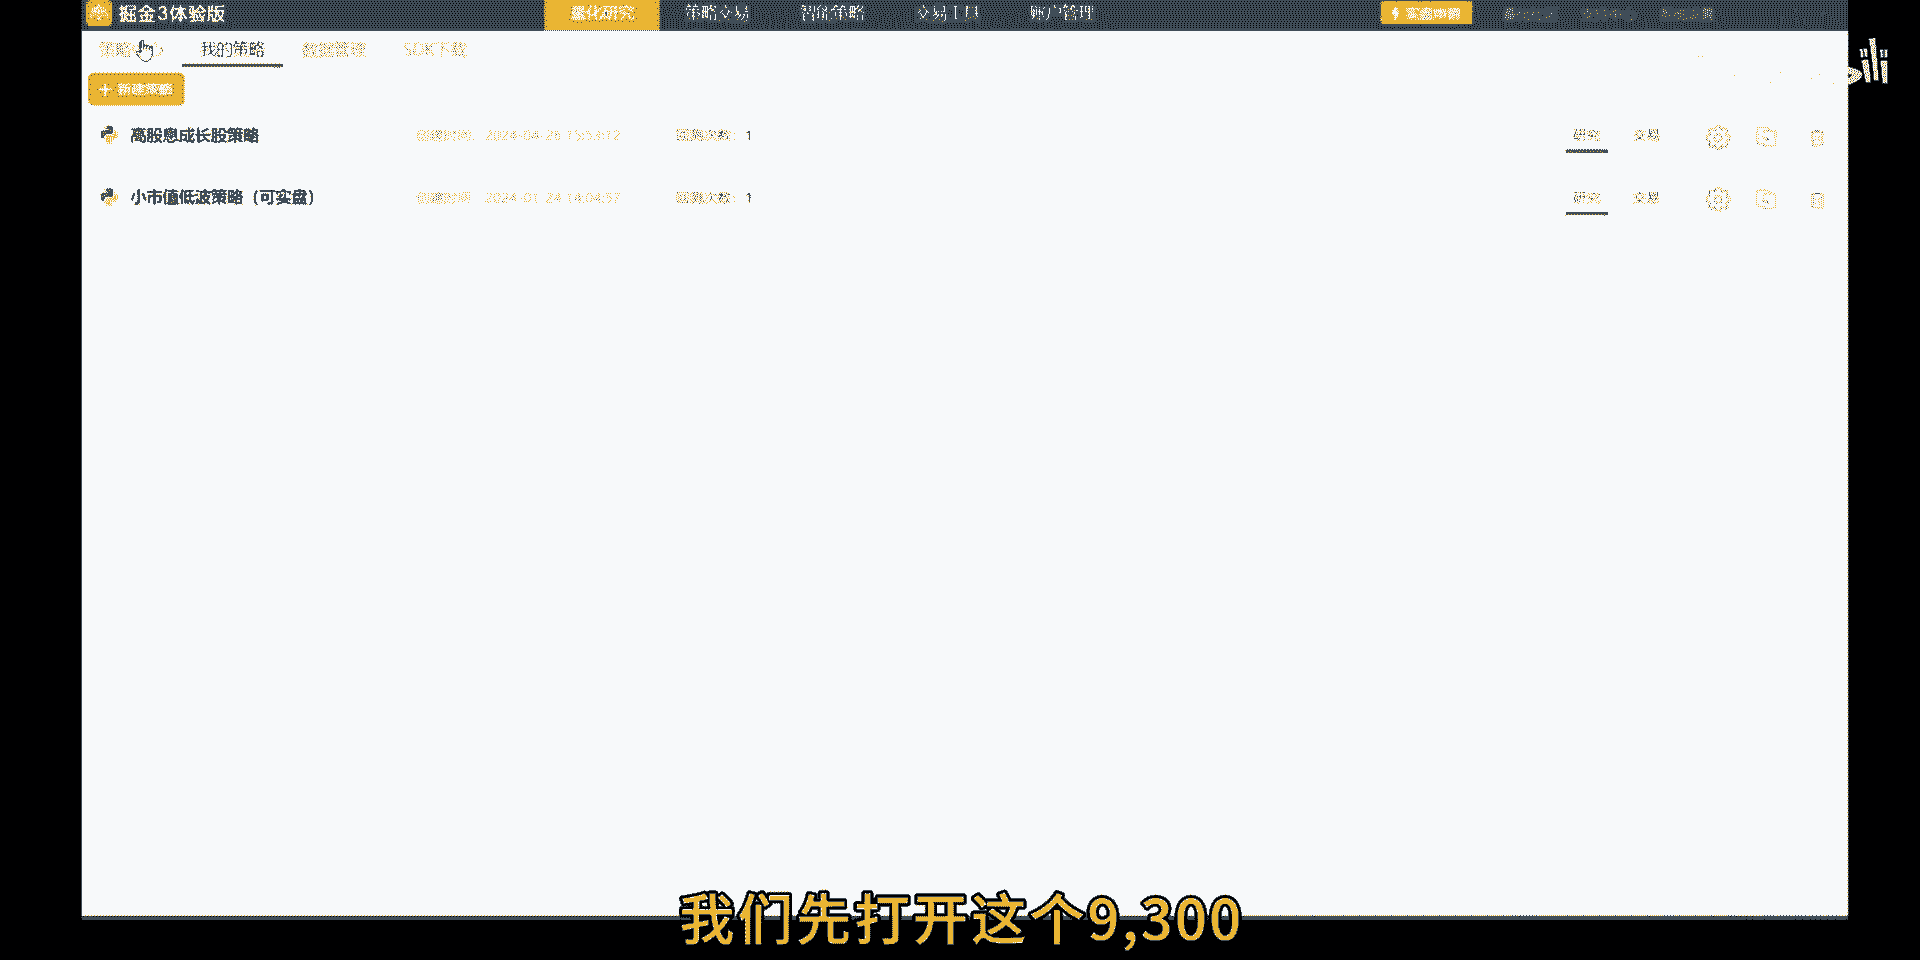 掘金3体验版
量化研究
策略交易
智能策略
交易工具
账户管理
我的策略
数据管理
SDK下载
+ 新建策略
高股息成长股策略
创建时间: 2024-04-26 15:53:12
回测次数: 1
研究
交易
小市值低波策略（可实盘）
创建时间: 2024-01-24 14:04:37
回测次数: 1
研究
交易
我们先打开这个9,300